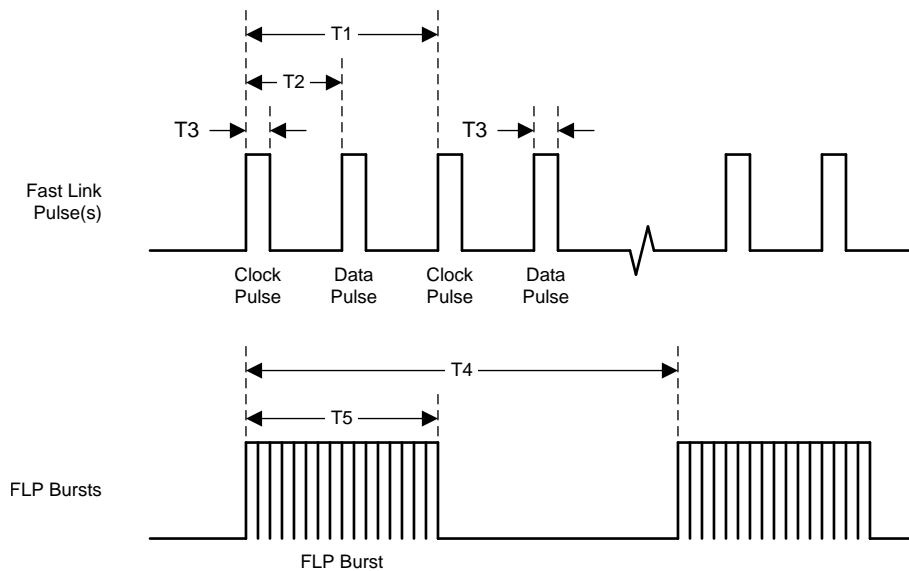 T1
T2
T3
T3
Fast Link
Pulse(s)
Clock
Pulse
Data
Pulse
Clock
Pulse
Data
Pulse
T4
T5
FLP Bursts
FLP Burst